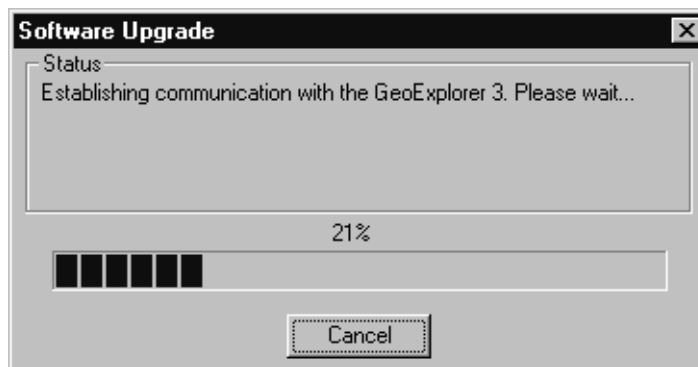 Software Upgrade
Status
Establishing communication with the GeoExplorer 3. Please wait...
21%
Cancel